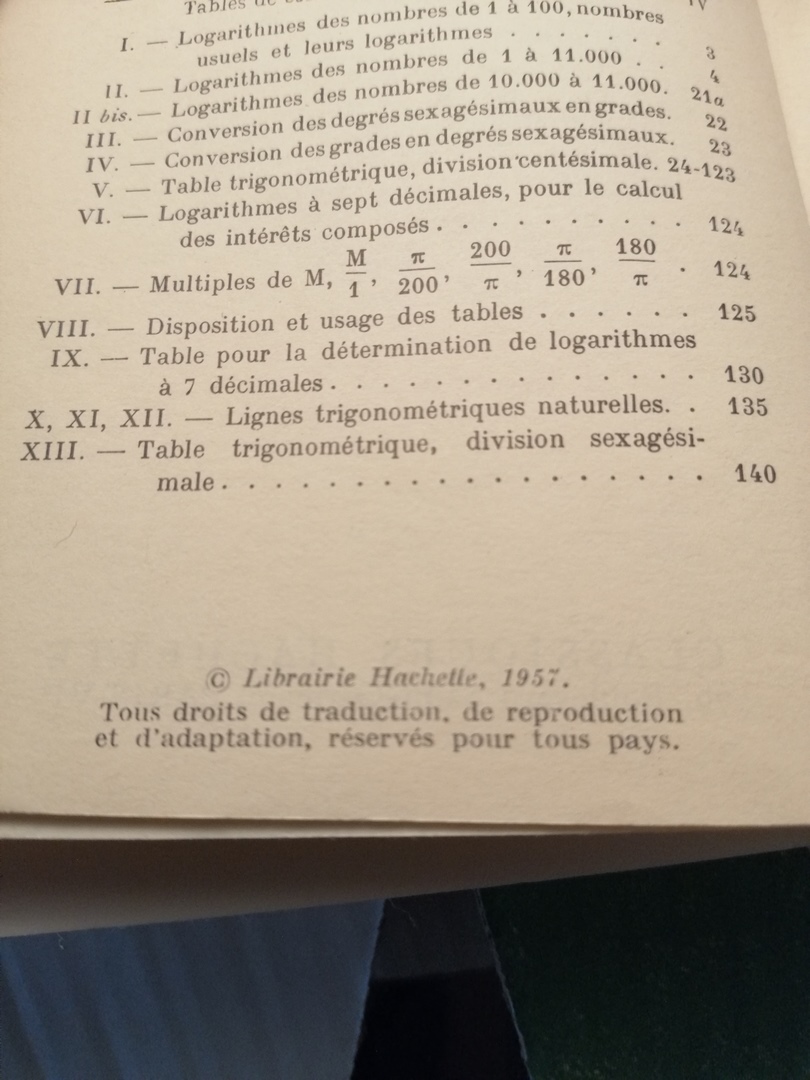 Tables de
IV
I. — Logarithmes des nombres de 1 à 100, nombres
usuels et leurs logarithmes . . . . . . 3
II. — Logarithmes des nombres de 1 à 11.000 . . 4
II bis. — Logarithmes des nombres de 10.000 à 11.000. 21a
III. — Conversion des degrés sexagésimaux en grades. 22
IV. — Conversion des grades en degrés sexagésimaux. 23
V. — Table trigonométrique, division centésimale. 24-123
VI. — Logarithmes à sept décimales, pour le calcul
des intérêts composés . . . . . . . . . . 124
VII. — Multiples de M, M/1, π/200, 200/π, π/180, 180/π . 124
VIII. — Disposition et usage des tables . . . . . . 125
IX. — Table pour la détermination de logarithmes
à 7 décimales . . . . . . . . . . . . . . 130
X, XI, XII. — Lignes trigonométriques naturelles. . 135
XIII. — Table trigonométrique, division sexagési-
male . . . . . . . . . . . . . . . . . . 140
© Librairie Hachette, 1957.
Tous droits de traduction, de reproduction
et d'adaptation, réservés pour tous pays.